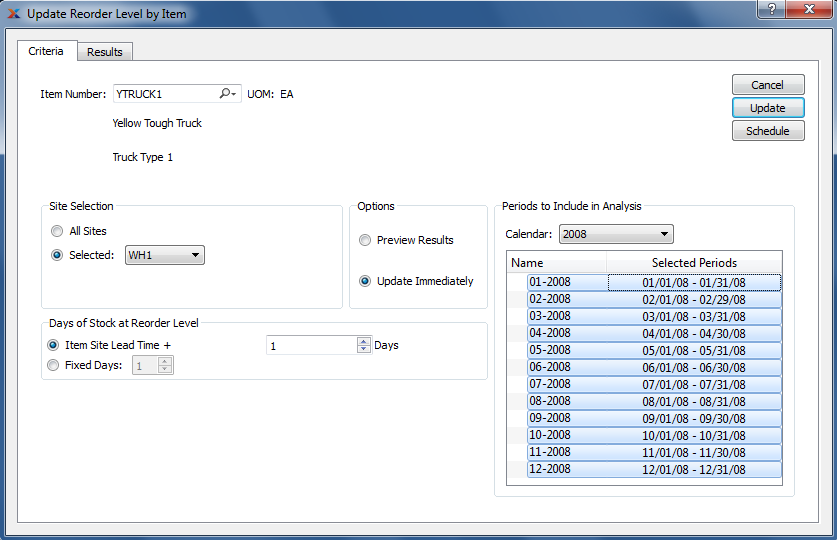 Update Reorder Level by Item
?
Criteria Results
Item Number: YTRUCK1 UOM: EA
Yellow Tough Truck
Truck Type 1
Cancel
Update
Schedule
Site Selection
All Sites
Selected: WH1
Options
Preview Results
Update Immediately
Days of Stock at Reorder Level
Item Site Lead Time + 1 Days
Fixed Days: 1
Periods to Include in Analysis
Calendar: 2008
Name Selected Periods
01-2008 01/01/08 - 01/31/08
02-2008 02/01/08 - 02/29/08
03-2008 03/01/08 - 03/31/08
04-2008 04/01/08 - 04/30/08
05-2008 05/01/08 - 05/31/08
06-2008 06/01/08 - 06/30/08
07-2008 07/01/08 - 07/31/08
08-2008 08/01/08 - 08/31/08
09-2008 09/01/08 - 09/30/08
10-2008 10/01/08 - 10/31/08
11-2008 11/01/08 - 11/30/08
12-2008 12/01/08 - 12/31/08